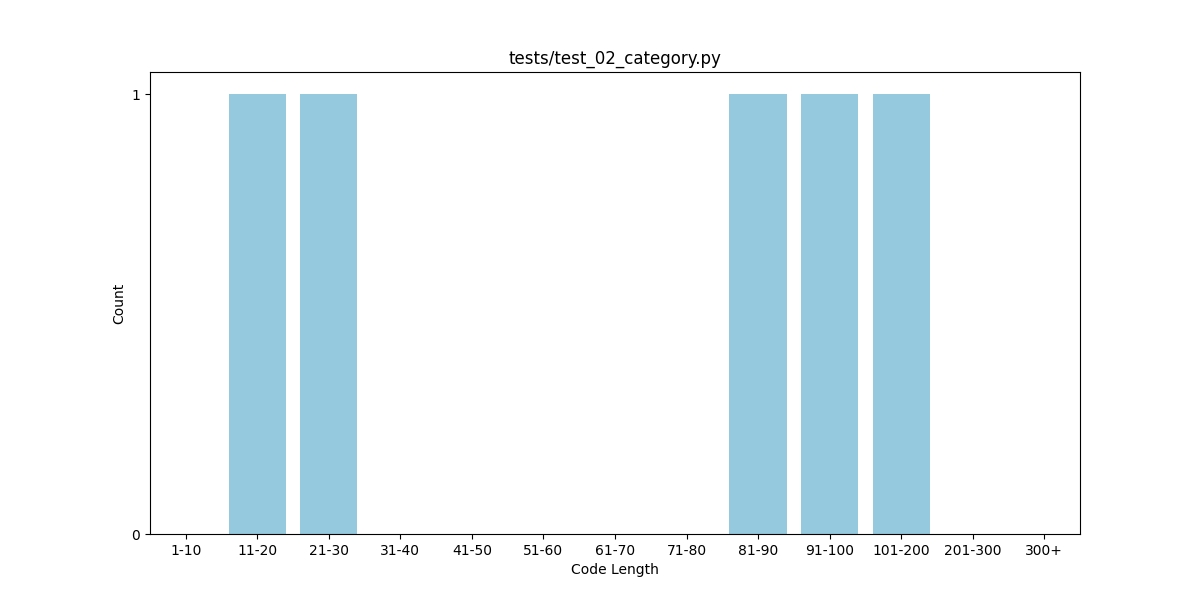 tests/test_02_category.py
1
Count
0
1-10 11-20 21-30 31-40 41-50 51-60 61-70 71-80 81-90 91-100 101-200 201-300 300+
Code Length